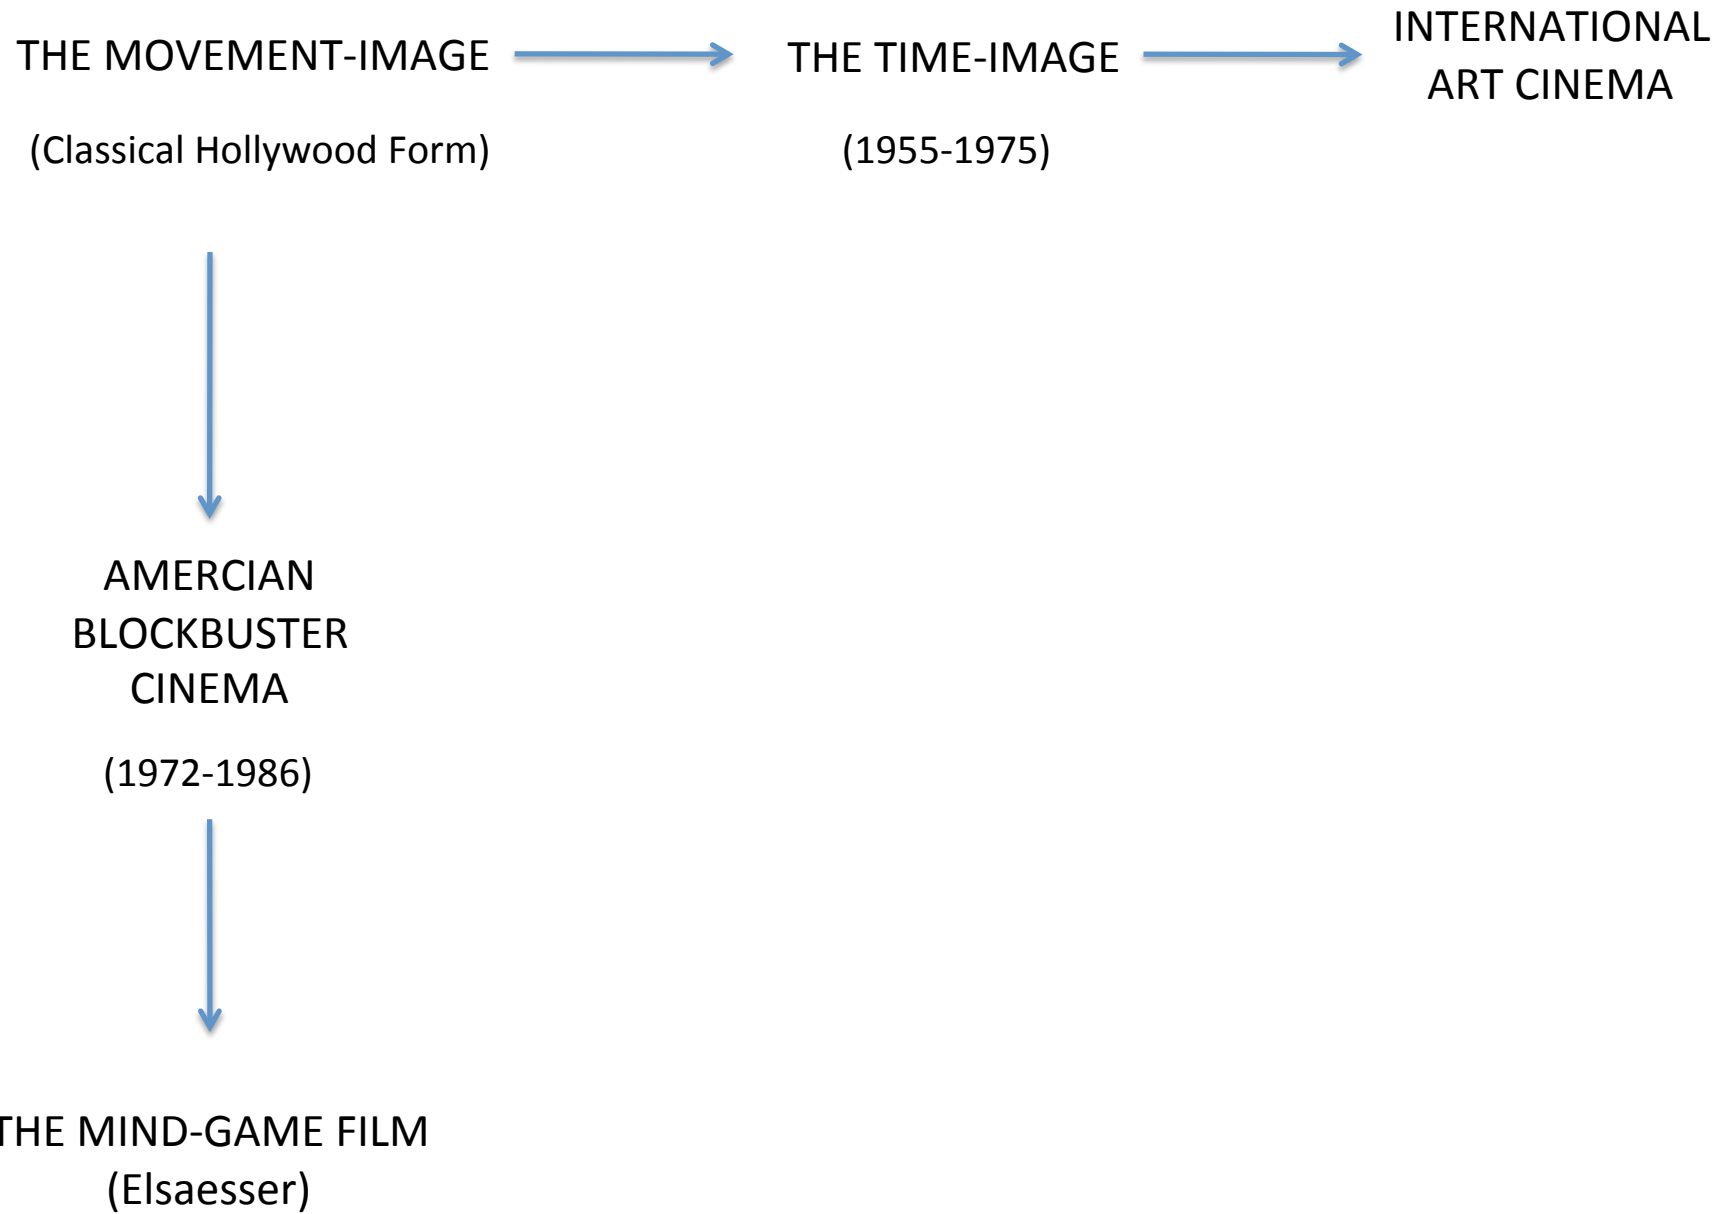 THE MOVEMENT-IMAGE
(Classical Hollywood Form)
THE TIME-IMAGE
(1955-1975)
INTERNATIONAL
ART CINEMA
AMERCIAN
BLOCKBUSTER
CINEMA
(1972-1986)
THE MIND-GAME FILM
(Elsaesser)